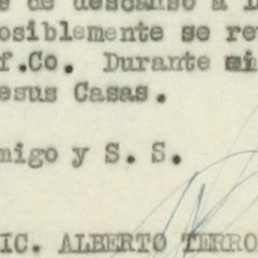 e de descanso a
osiblemente se re
f.Co. Durante mi
esus Casas.
migo y S. S.
IC. ALBERTO TERRO